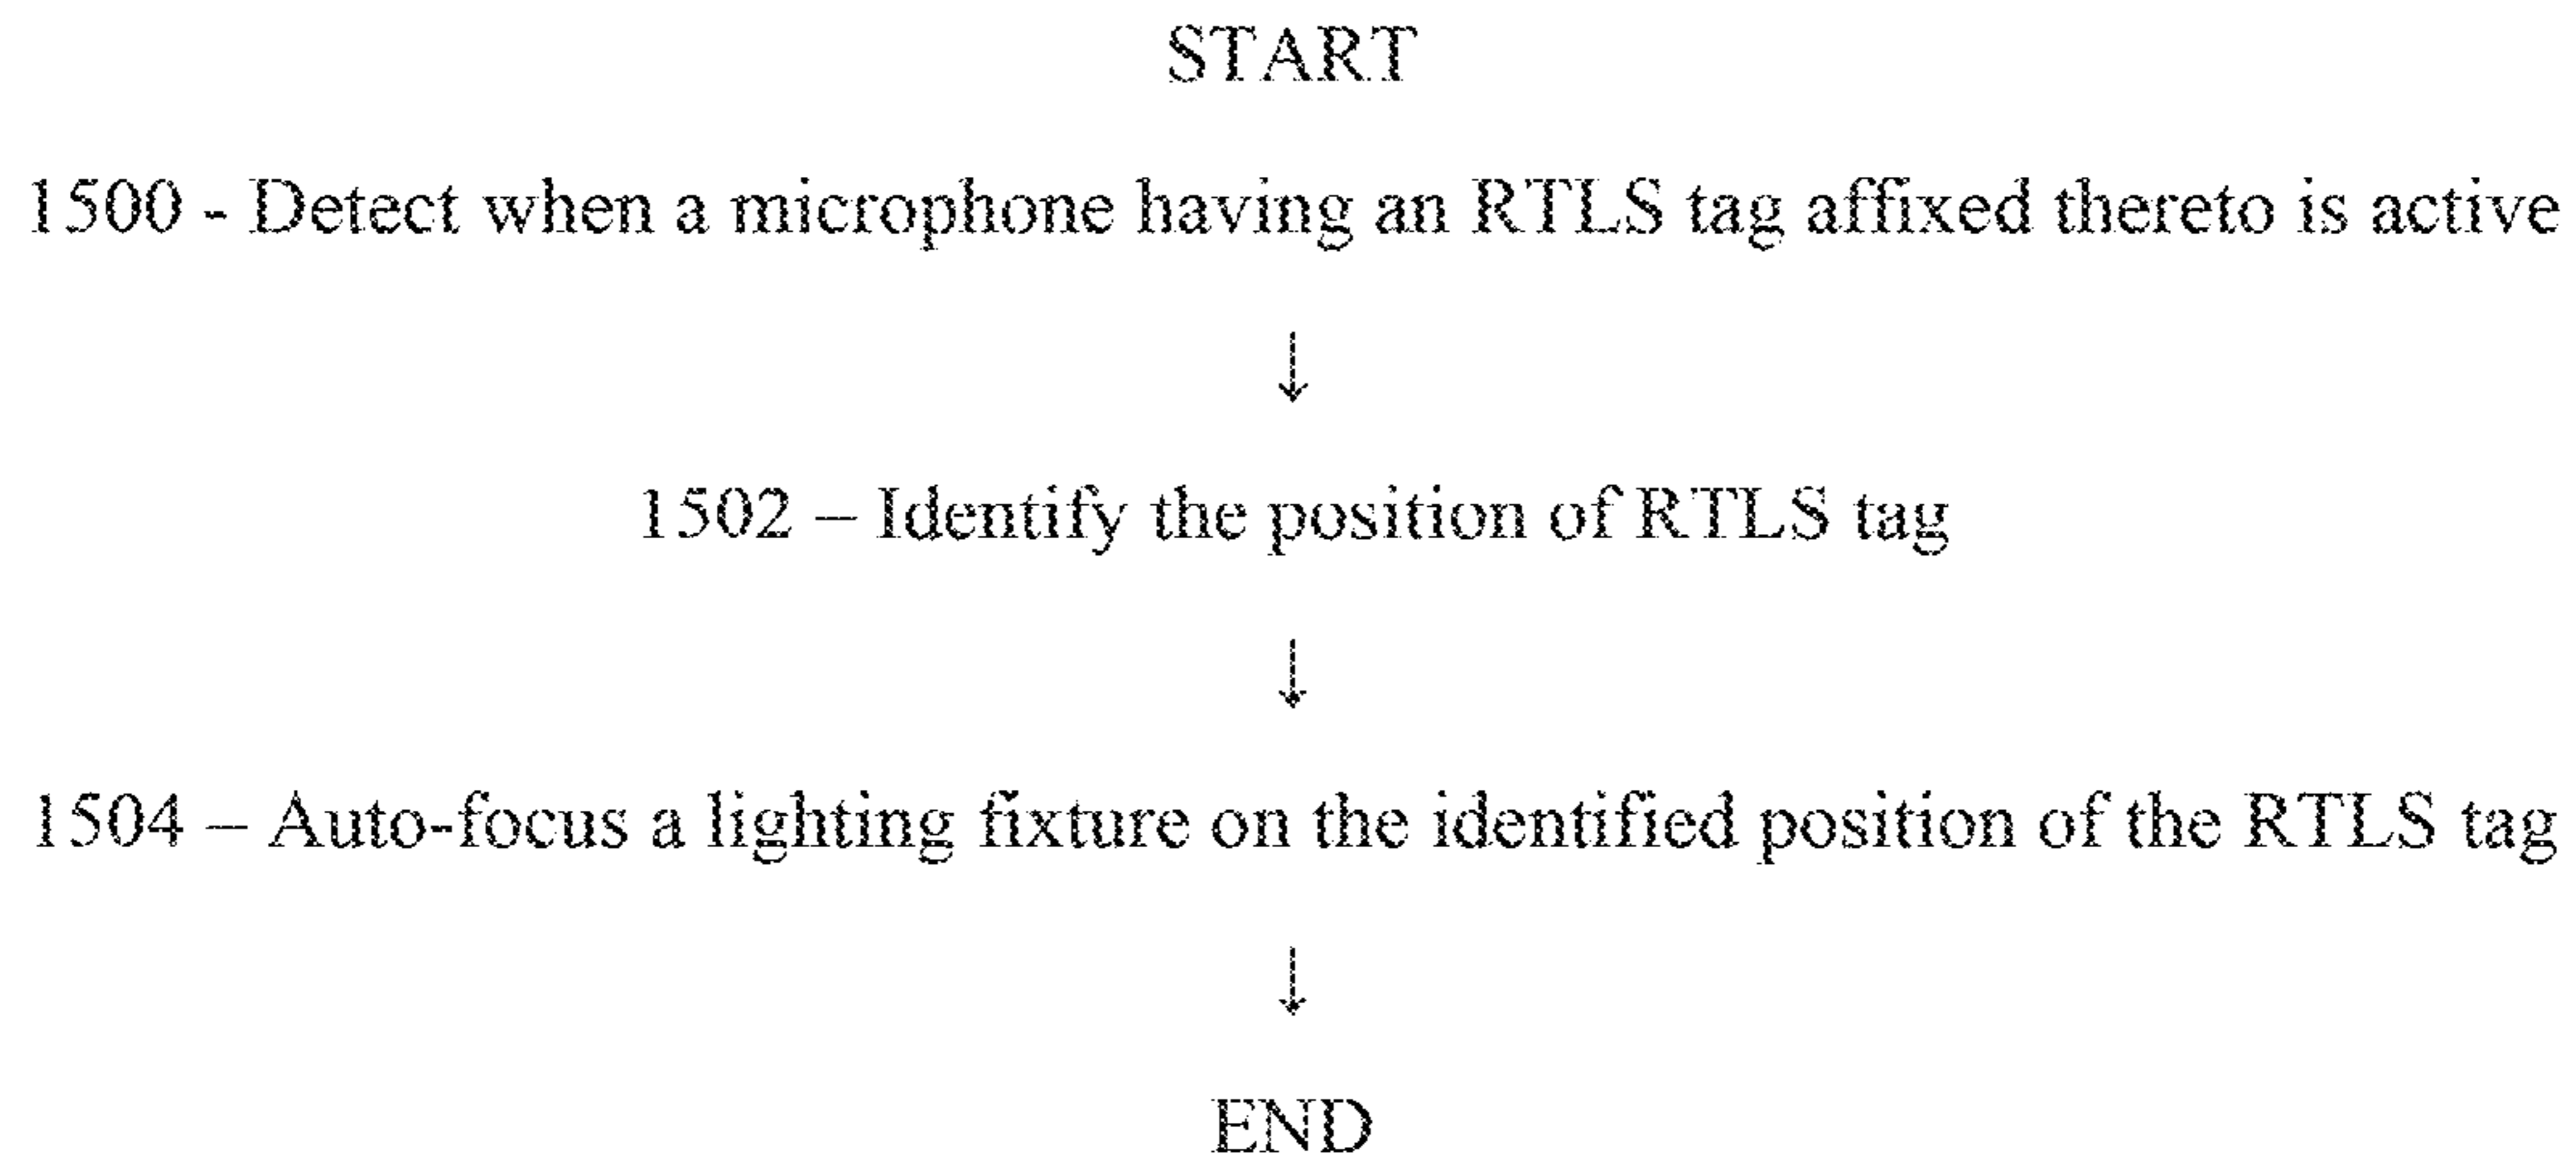 START
1500 - Detect when a microphone having an RTLS tag affixed thereto is active
↓
1502 – Identify the position of RTLS tag
↓
1504 – Auto-focus a lighting fixture on the identified position of the RTLS tag
↓
END